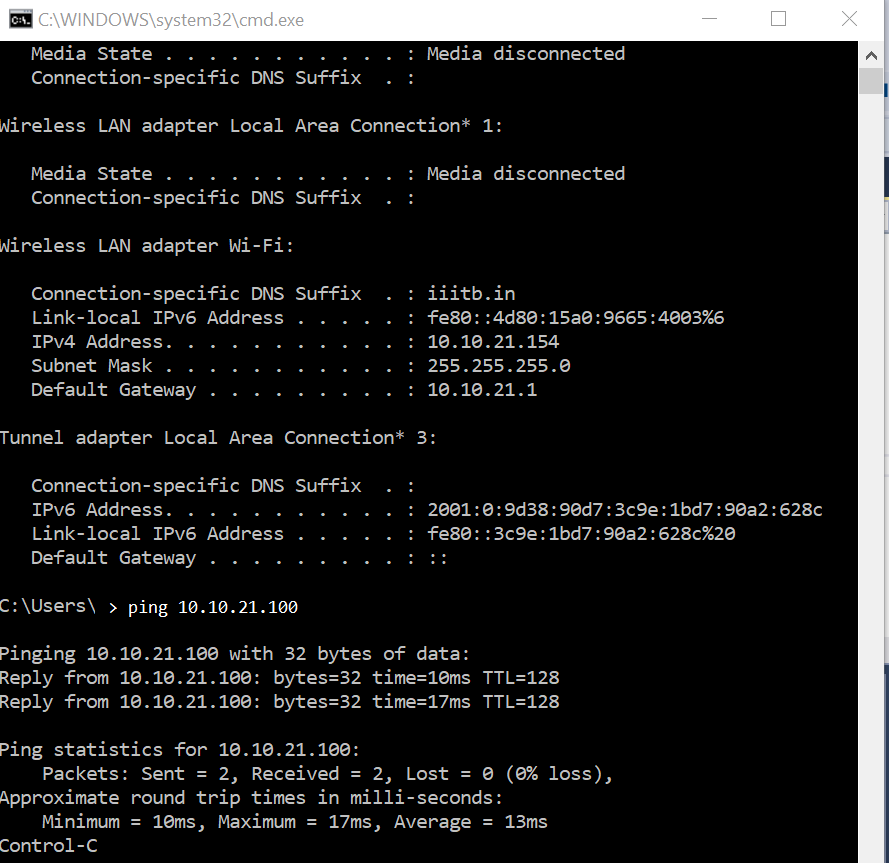 C:\WINDOWS\system32\cmd.exe
Media State . . . . . . . . . . . : Media disconnected
Connection-specific DNS Suffix  . :
Wireless LAN adapter Local Area Connection* 1:
Media State . . . . . . . . . . . : Media disconnected
Connection-specific DNS Suffix  . :
Wireless LAN adapter Wi-Fi:
Connection-specific DNS Suffix  . : iiitb.in
Link-local IPv6 Address . . . . . : fe80::4d80:15a0:9665:4003%6
IPv4 Address. . . . . . . . . . . : 10.10.21.154
Subnet Mask . . . . . . . . . . . : 255.255.255.0
Default Gateway . . . . . . . . . : 10.10.21.1
Tunnel adapter Local Area Connection* 3:
Connection-specific DNS Suffix  . :
IPv6 Address. . . . . . . . . . . : 2001:0:9d38:90d7:3c9e:1bd7:90a2:628c
Link-local IPv6 Address . . . . . : fe80::3c9e:1bd7:90a2:628c%20
Default Gateway . . . . . . . . . : ::
C:\Users\ > ping 10.10.21.100
Pinging 10.10.21.100 with 32 bytes of data:
Reply from 10.10.21.100: bytes=32 time=10ms TTL=128
Reply from 10.10.21.100: bytes=32 time=17ms TTL=128
Ping statistics for 10.10.21.100:
Packets: Sent = 2, Received = 2, Lost = 0 (0% loss),
Approximate round trip times in milli-seconds:
Minimum = 10ms, Maximum = 17ms, Average = 13ms
Control-C